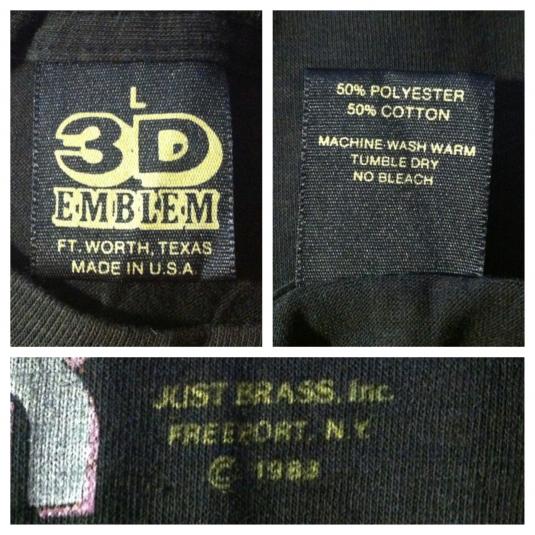 L
3D
EMBLEM
FT. WORTH, TEXAS
MADE IN U.S.A.
50% POLYESTER
50% COTTON
MACHINE WASH WARM
TUMBLE DRY
NO BLEACH
JUST BRASS, Inc.
FREEPORT, N.Y.
© 1983